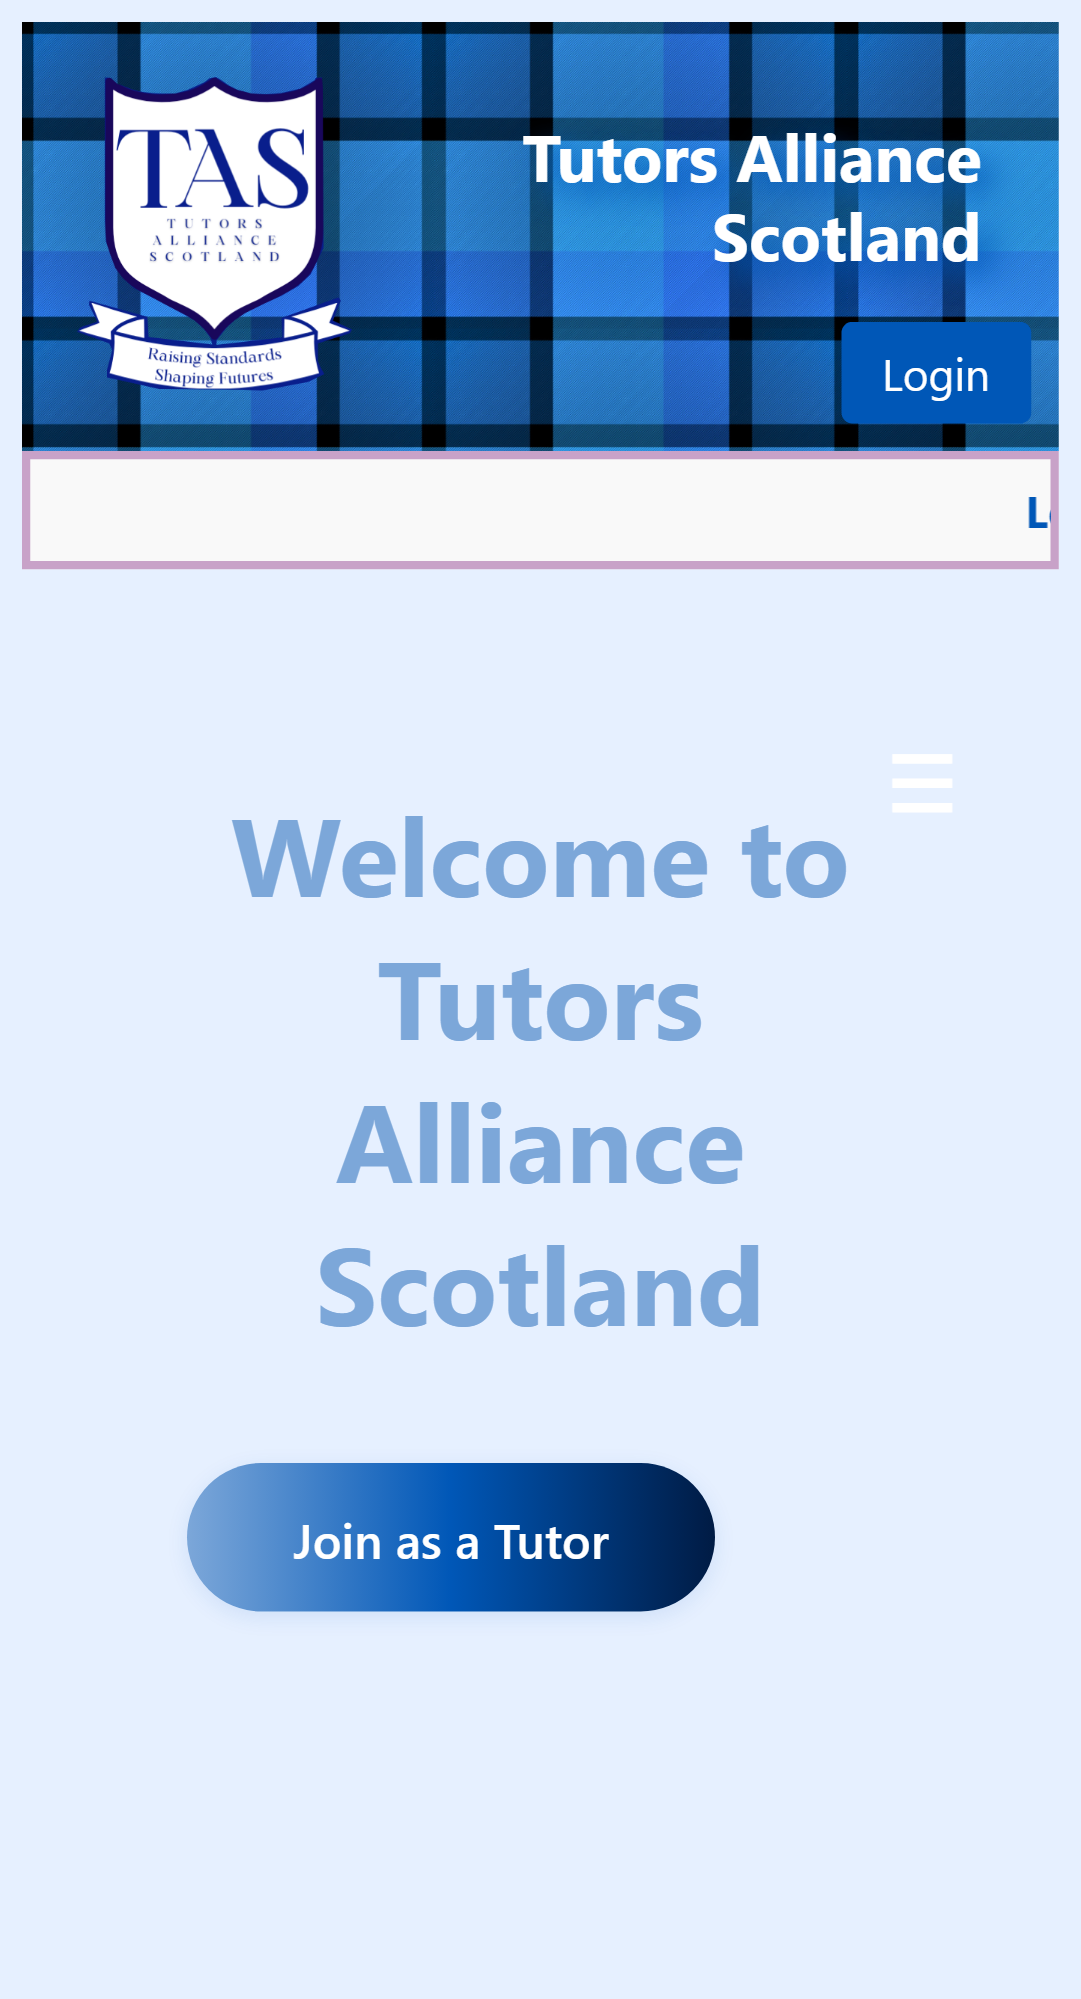 TAS
TUTORS
ALLIANCE
SCOTLAND
Raising Standards
Shaping Futures
Tutors Alliance
Scotland
Login
Welcome to
Tutors
Alliance
Scotland
Join as a Tutor